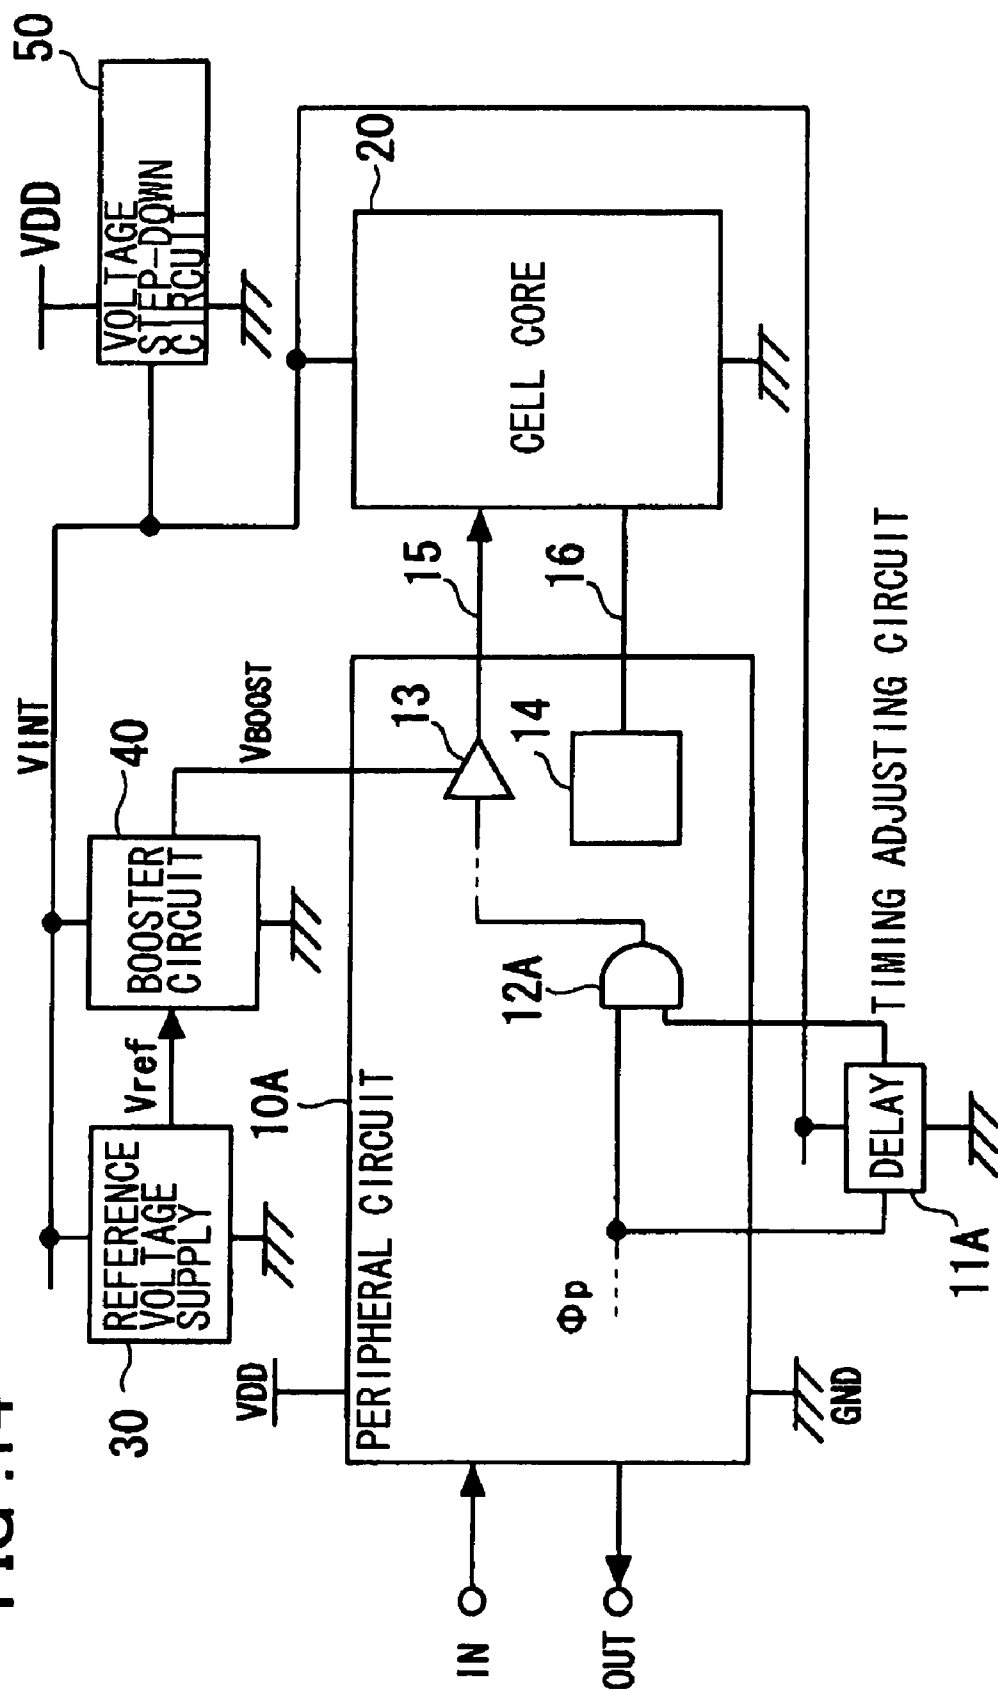 30
REFERENCE
VOLTAGE
SUPPLY
Vref
40
BOOSTER
CIRCUIT
VINT
VBOOST
VDD
50
VOLTAGE
STEP-DOWN
CIRCUIT
VDD
10A
PERIPHERAL CIRCUIT
IN
OUT
GND
Φp
12A
13
14
15
16
20
CELL CORE
11A
DELAY
TIMING ADJUSTING CIRCUIT